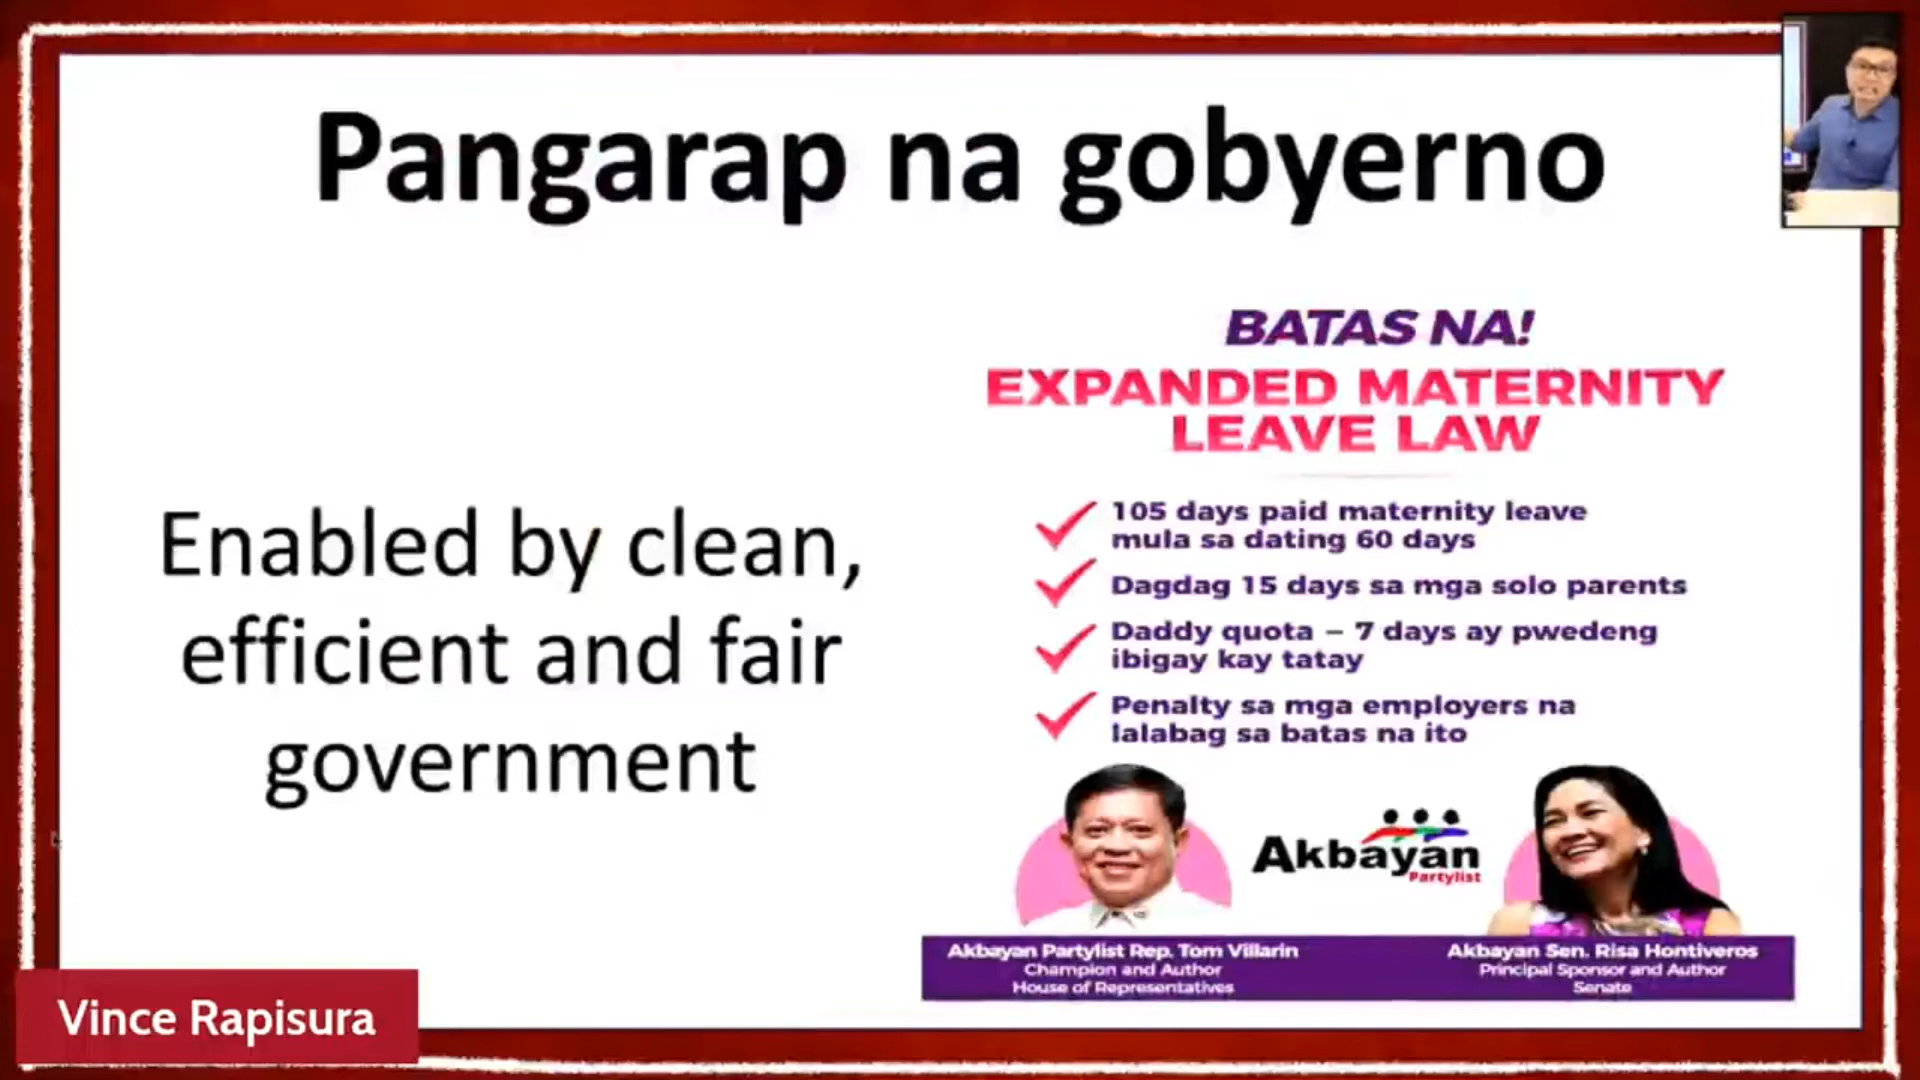 Pangarap na gobyerno
Enabled by clean,
efficient and fair
government
BATAS NA!
EXPANDED MATERNITY
LEAVE LAW
105 days paid maternity leave
mula sa dating 60 days
Dagdag 15 days sa mga solo parents
Daddy quota – 7 days ay pwedeng
ibigay kay tatay
Penalty sa mga employers na
lalabag sa batas na ito
Akbayan
Partylist
Akbayan Partylist Rep. Tom Villarin
Champion and Author
House of Representatives
Akbayan Sen. Risa Hontiveros
Principal Sponsor and Author
Senate
Vince Rapisura